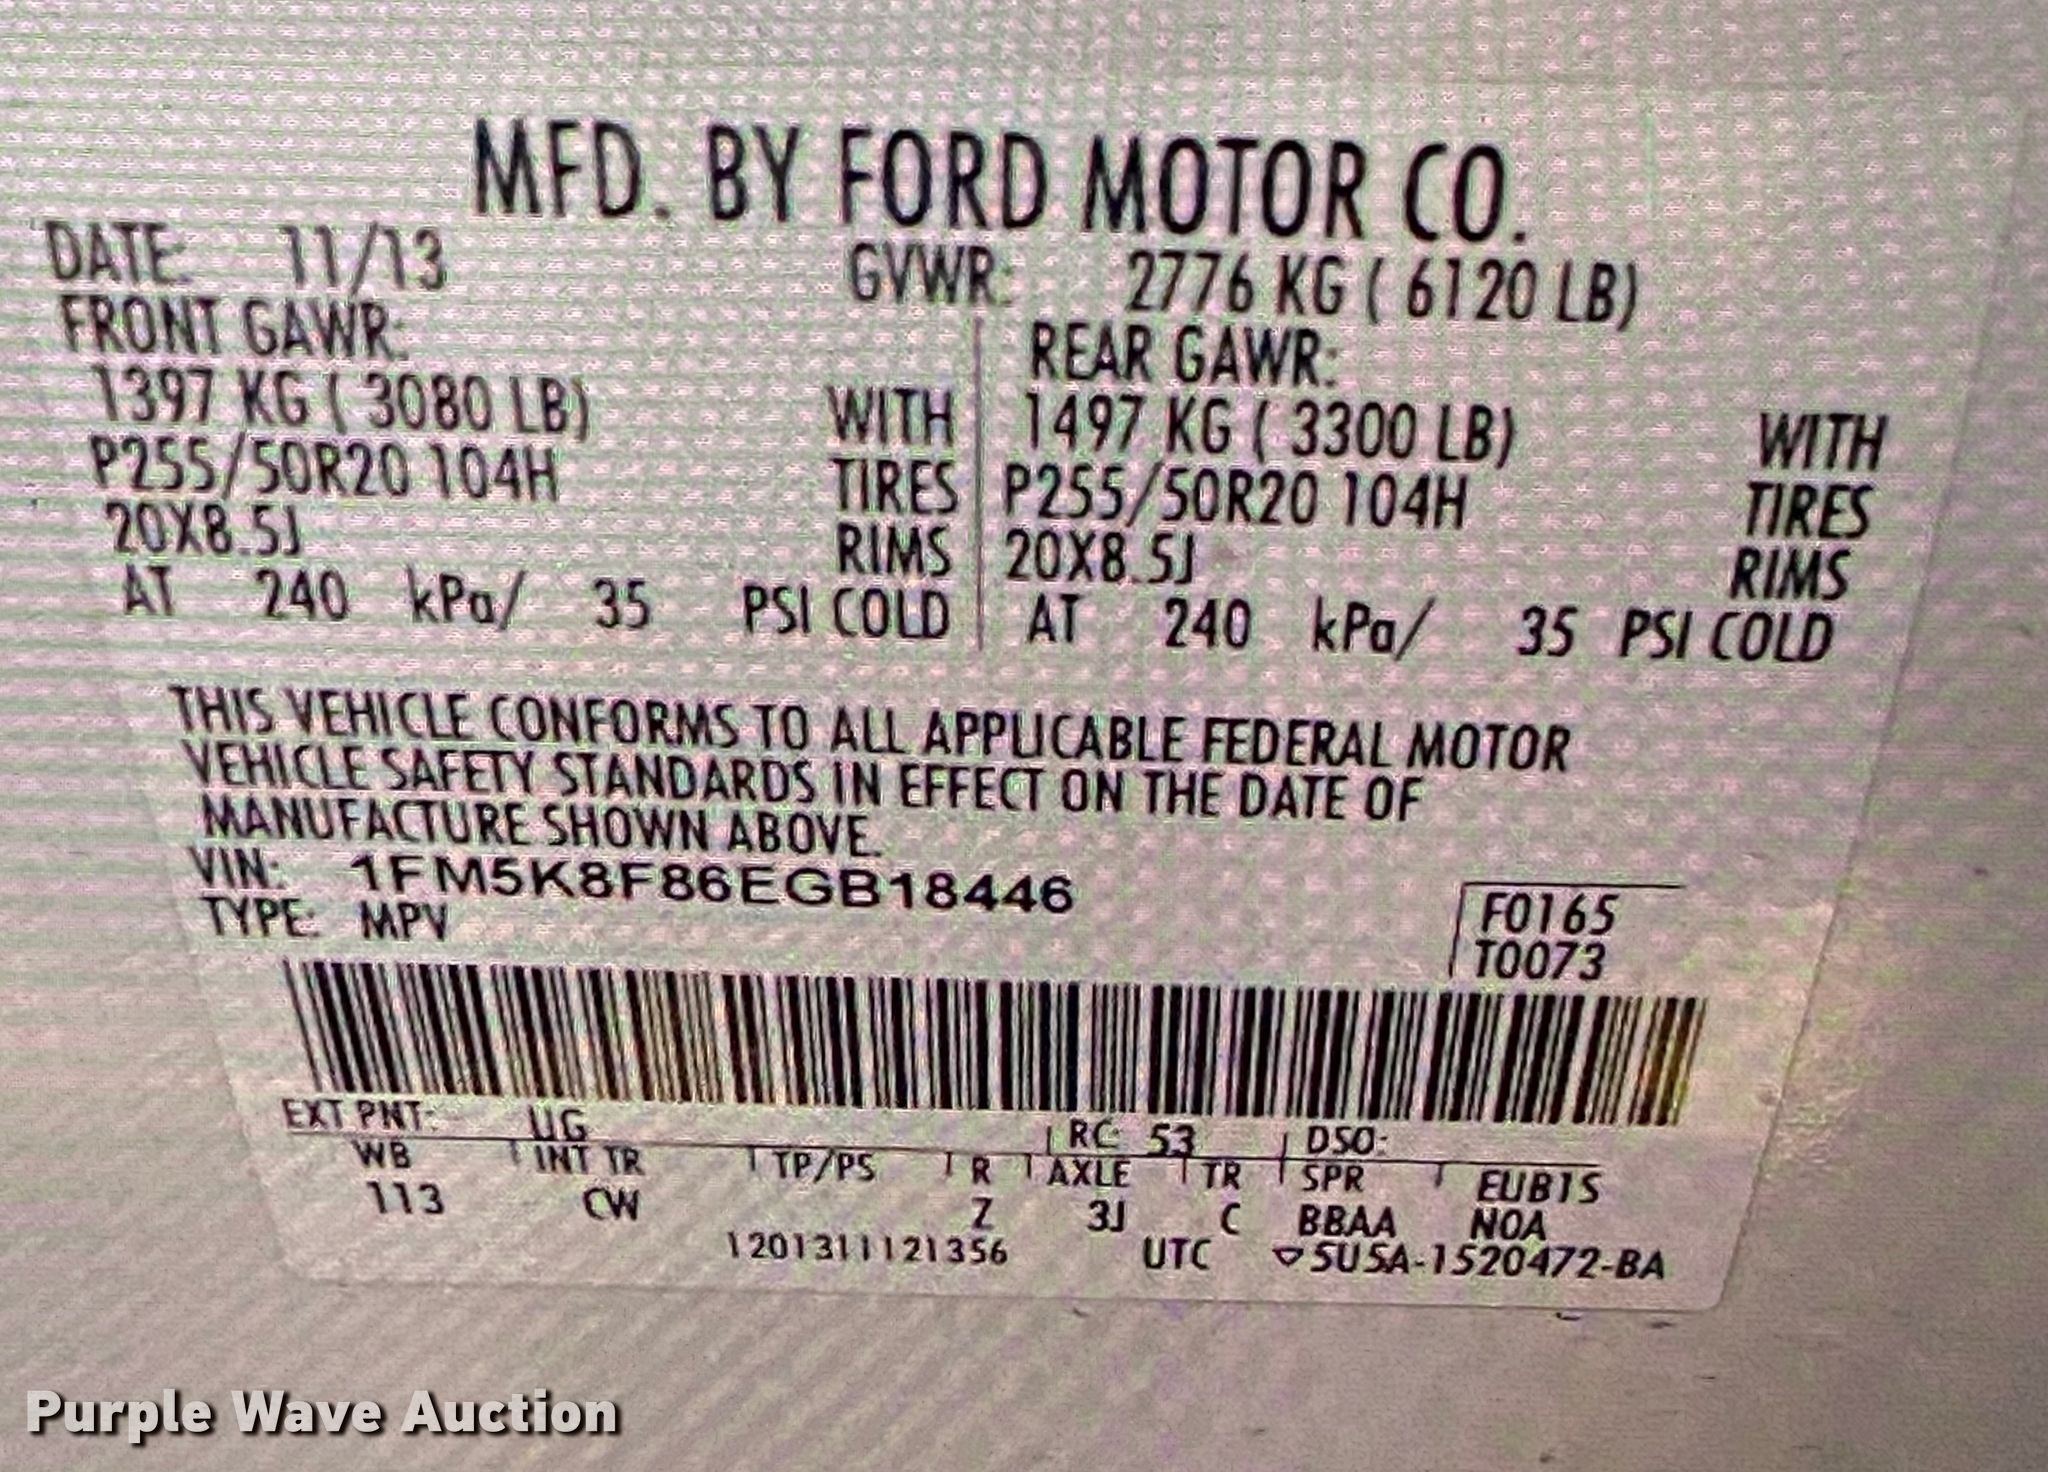 MFD. BY FORD MOTOR CO.
DATE: 11/13 GVWR: 2776 KG ( 6120 LB)
FRONT GAWR: REAR GAWR:
1397 KG ( 3080 LB) WITH 1497 KG ( 3300 LB) WITH
P255/50R20 104H TIRES P255/50R20 104H TIRES
20X8.5J RIMS 20X8.5J RIMS
AT 240 kPa/ 35 PSI COLD AT 240 kPa/ 35 PSI COLD
THIS VEHICLE CONFORMS TO ALL APPLICABLE FEDERAL MOTOR
VEHICLE SAFETY STANDARDS IN EFFECT ON THE DATE OF
MANUFACTURE SHOWN ABOVE.
VIN: 1FM5K8F86EGB18446
TYPE: MPV
F0165
T0073
EXT PNT: UG RC: 53 DSO:
WB INT TR TP/PS R AXLE TR SPR EUB1S
113 CW Z 3J C BBAA NOA
1201311121356 UTC 5U5A-1520472-BA
Purple Wave Auction